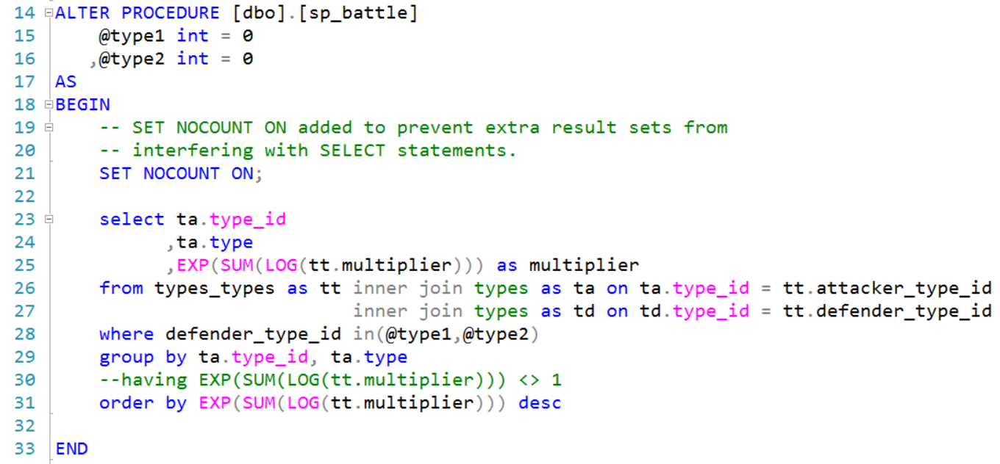 14 ALTER PROCEDURE [dbo].[sp_battle]
15 @type1 int = 0
16 ,@type2 int = 0
17 AS
18 BEGIN
19 -- SET NOCOUNT ON added to prevent extra result sets from
20 -- interfering with SELECT statements.
21 SET NOCOUNT ON;
22
23 select ta.type_id
24 ,ta.type
25 ,EXP(SUM(LOG(tt.multiplier))) as multiplier
26 from types_types as tt inner join types as ta on ta.type_id = tt.attacker_type_id
27 inner join types as td on td.type_id = tt.defender_type_id
28 where defender_type_id in(@type1,@type2)
29 group by ta.type_id, ta.type
30 --having EXP(SUM(LOG(tt.multiplier))) <> 1
31 order by EXP(SUM(LOG(tt.multiplier))) desc
32
33 END